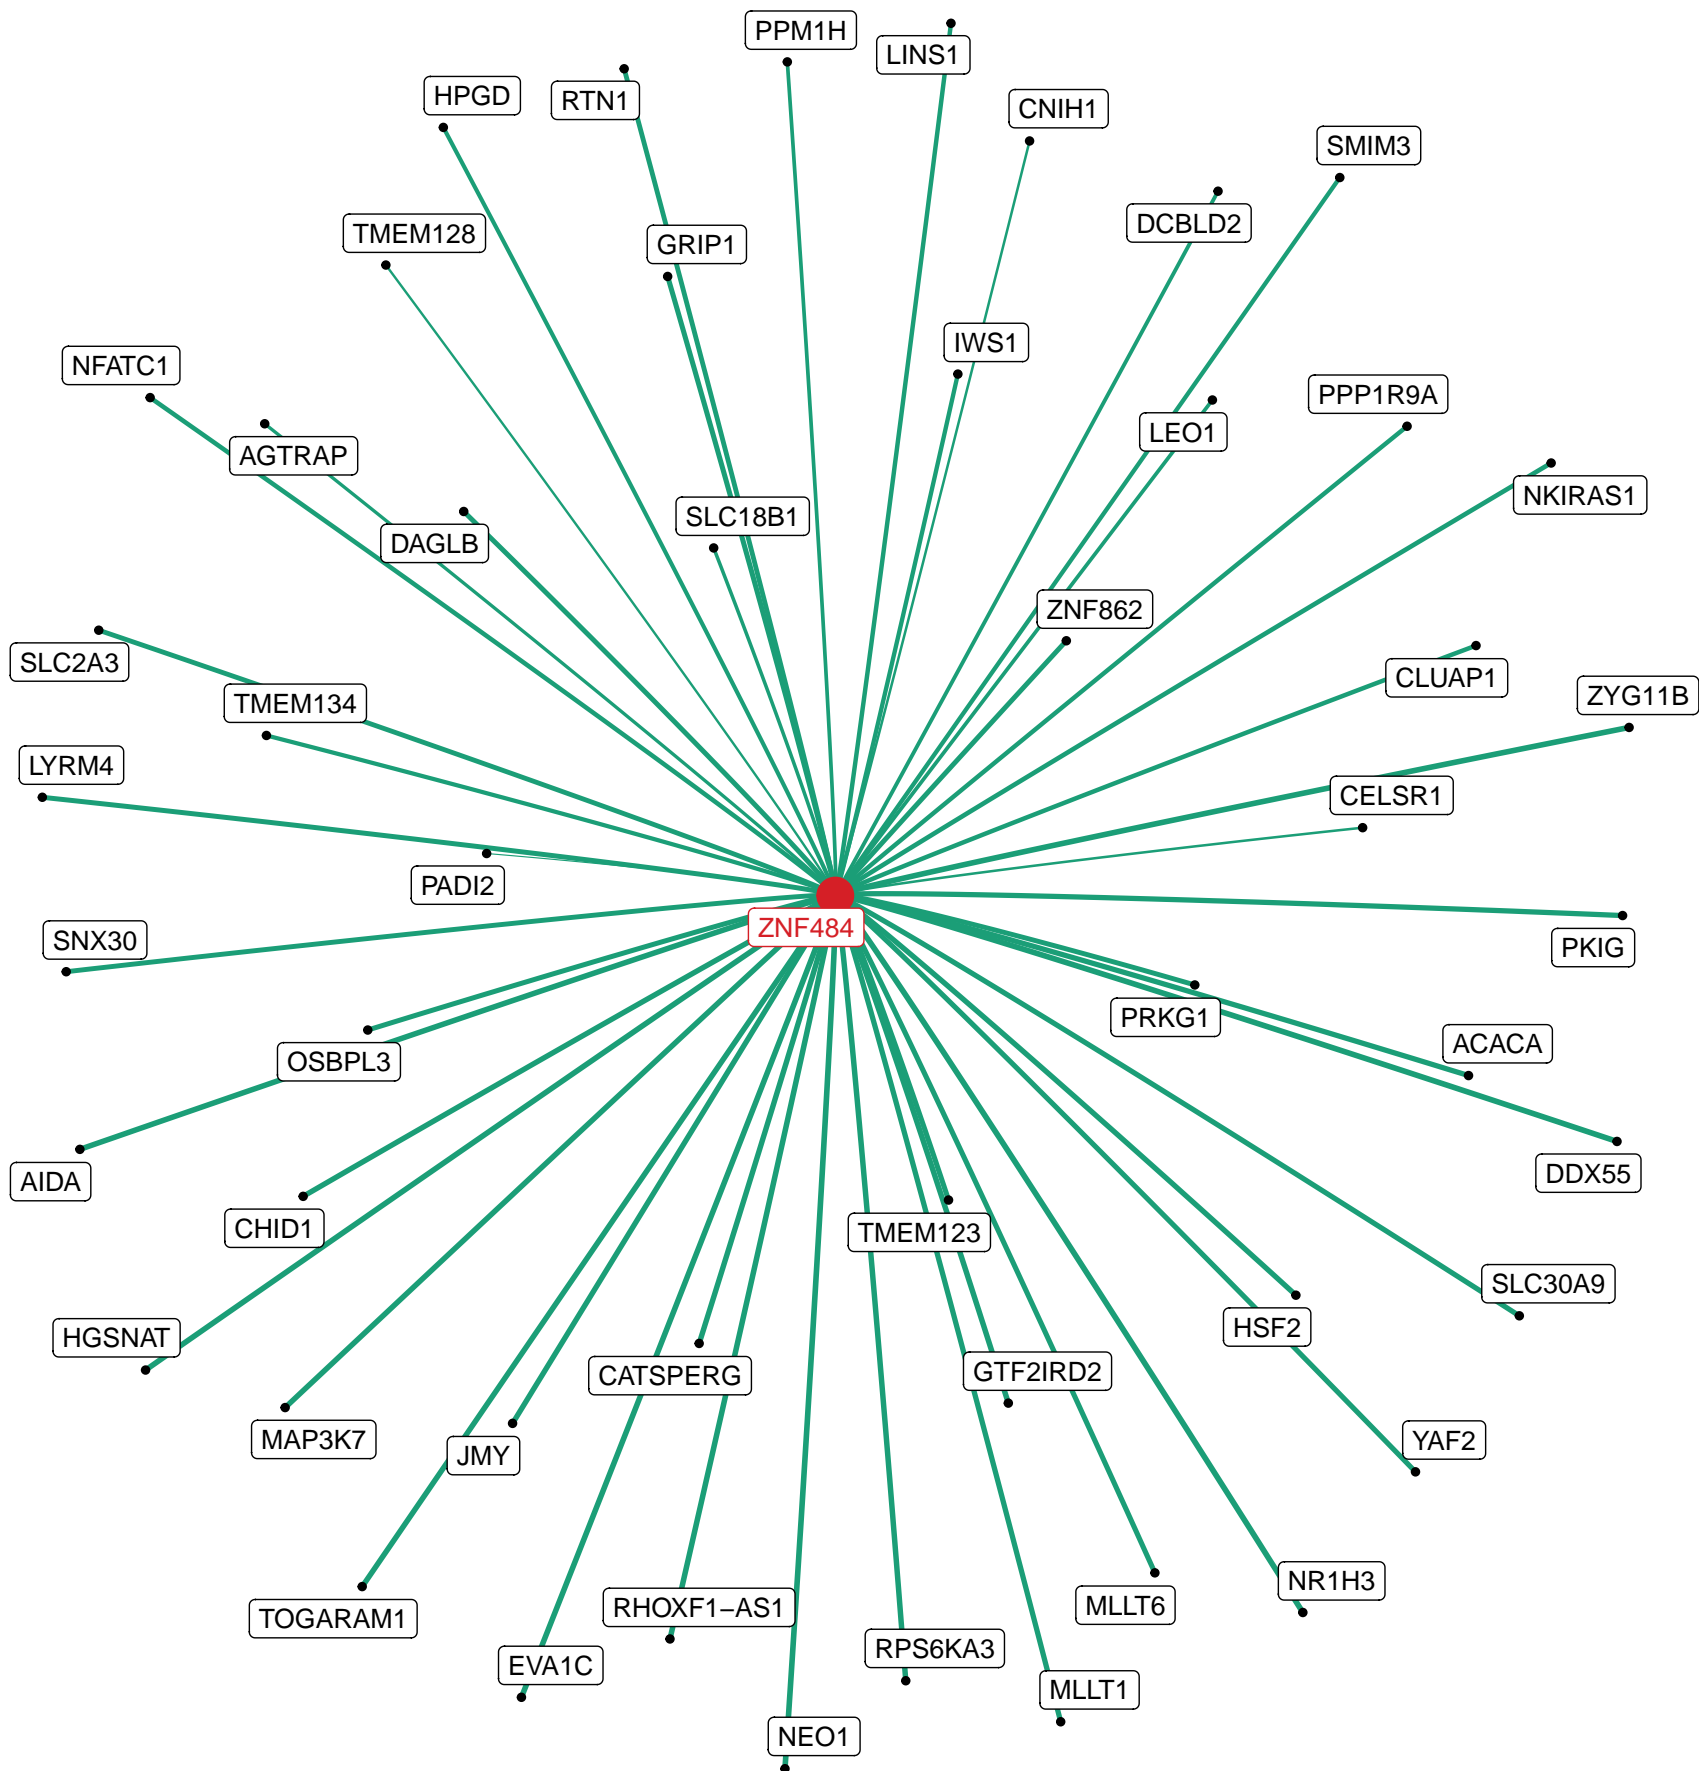 PPM1H
LINS1
HPGD
RTN1
CNIH1
SMIM3
DCBLD2
TMEM128
GRIP1
IWS1
NFATC1
PPP1R9A
LEO1
AGTRAP
NKIRAS1
SLC18B1
DAGLB
ZNF862
SLC2A3
CLUAP1
ZYG11B
TMEM134
LYRM4
CELSR1
PADI2
ZNF484
SNX30
PKIG
PRKG1
ACACA
OSBPL3
DDX55
AIDA
CHID1
TMEM123
SLC30A9
HSF2
HGSNAT
GTF2IRD2
CATSPERG
MAP3K7
YAF2
JMY
NR1H3
MLLT6
RHOXF1−AS1
TOGARAM1
RPS6KA3
EVA1C
MLLT1
NEO1